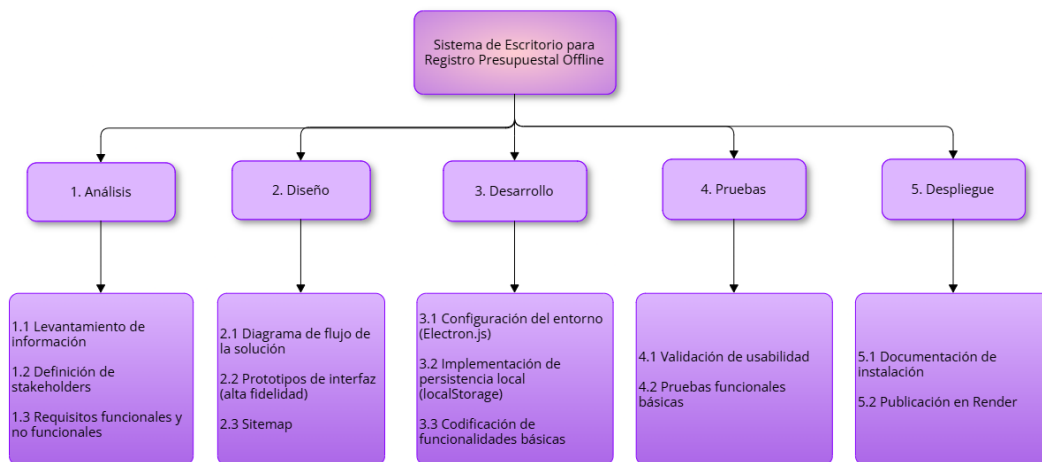 Sistema de Escritorio para
Registro Presupuestal Offline
1. Análisis
2. Diseño
3. Desarrollo
4. Pruebas
5. Despliegue
1.1 Levantamiento de
información
1.2 Definición de
stakeholders
1.3 Requisitos funcionales y
no funcionales
2.1 Diagrama de flujo de
la solución
2.2 Prototipos de interfaz
(alta fidelidad)
2.3 Sitemap
3.1 Configuración del entorno
(Electron.js)
3.2 Implementación de
persistencia local
(localStorage)
3.3 Codificación de
funcionalidades básicas
4.1 Validación de usabilidad
4.2 Pruebas funcionales
básicas
5.1 Documentación de
instalación
5.2 Publicación en Render